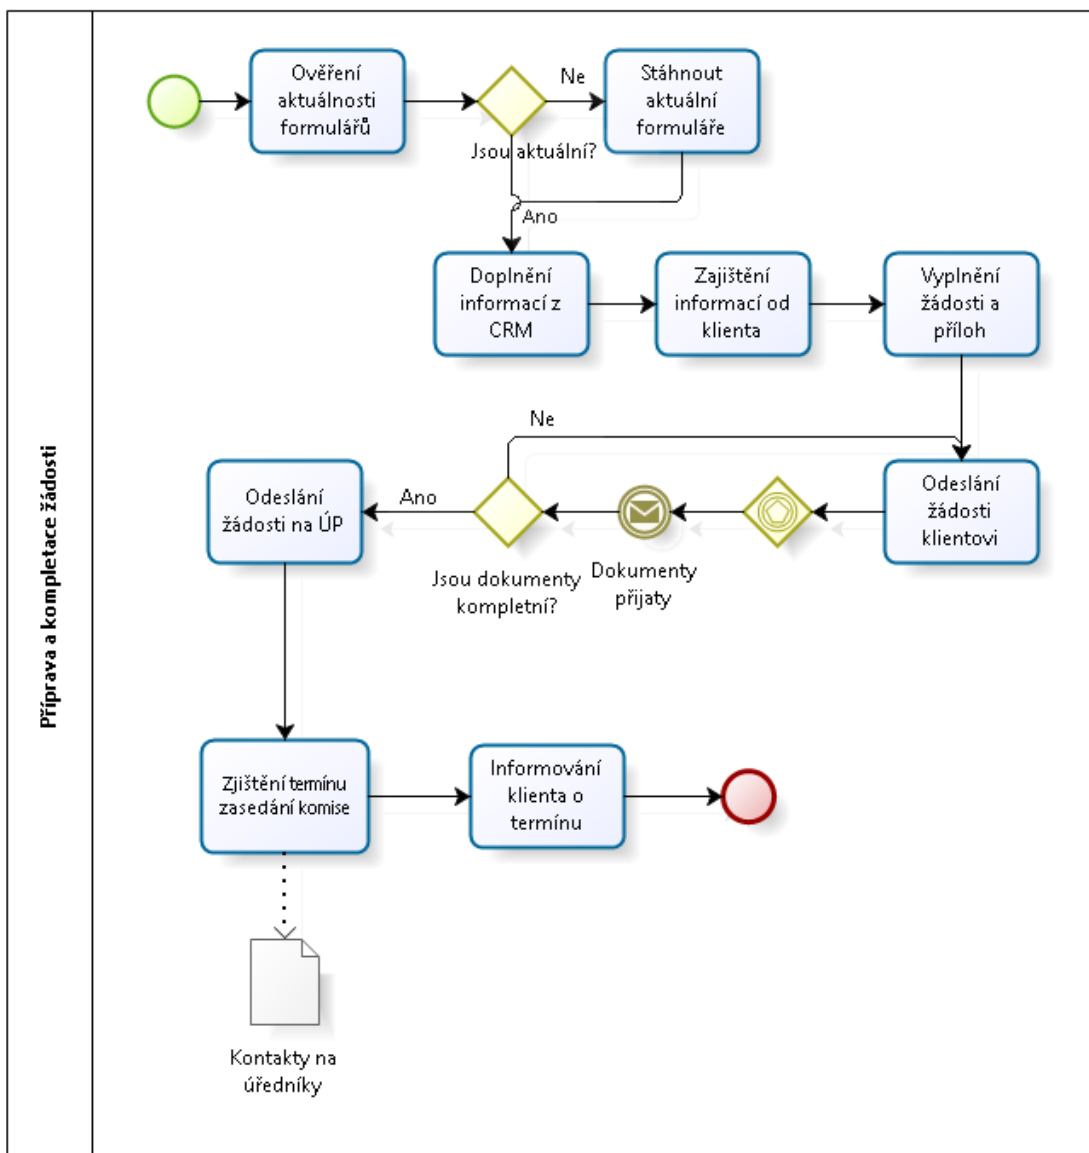 Příprava a kompletace žádosti
Ověření
aktuálnosti
formulářů
Jsou aktuální?
Ne
Stáhnout
aktuální
formuláře
Ano
Doplnění
informací z
CRM
Zajištění
informací od
klienta
Vyplnění
žádosti a
příloh
Ne
Odeslání
žádosti
klientovi
Dokumenty
přijaty
Jsou dokumenty
kompletní?
Ano
Odeslání
žádosti na ÚP
Zjištění termínu
zasedání komise
Informování
klienta o
termínu
Kontakty na
úředníky